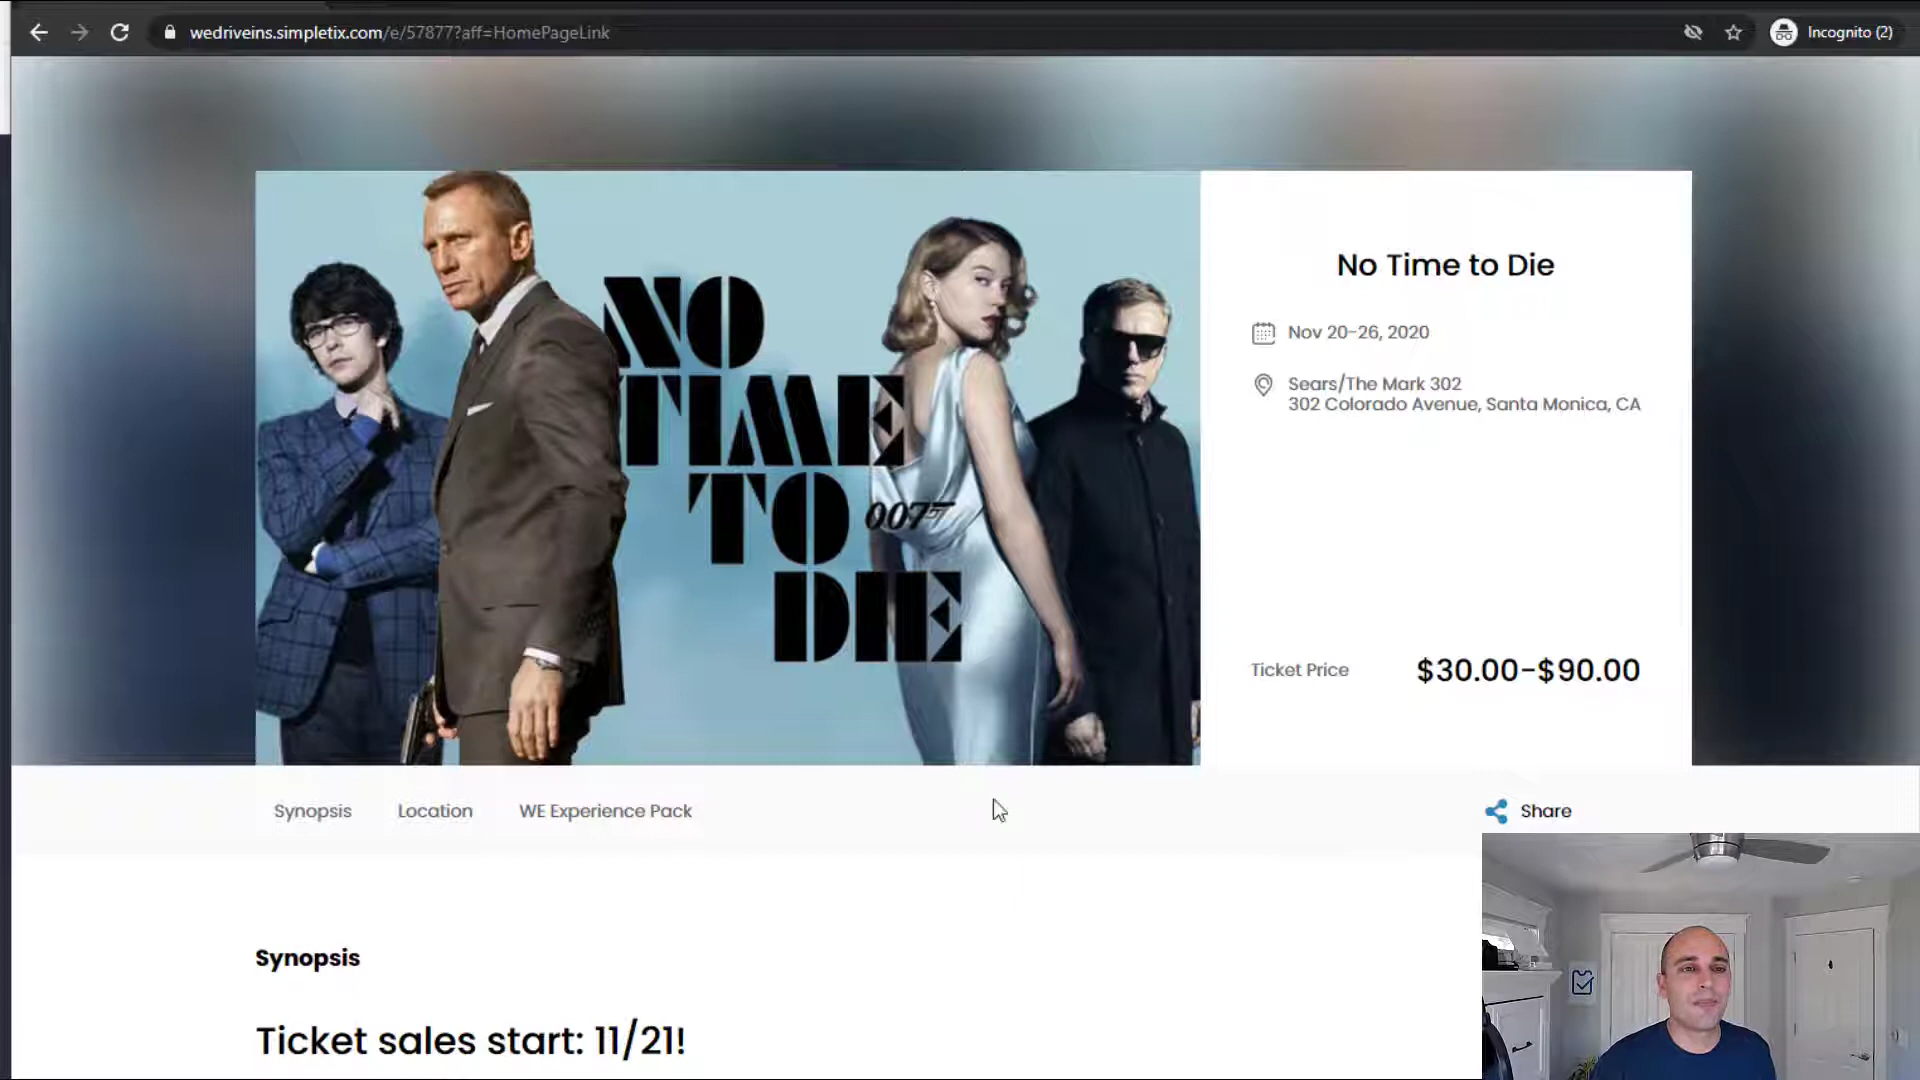 wedriveins.simpletix.com/e/57877?aff=HomePageLink
Incognito (2)
NO
TIME
TO
007
DIE
No Time to Die
Nov 20-26, 2020
Sears/The Mark 302
302 Colorado Avenue, Santa Monica, CA
Ticket Price $30.00-$90.00
Synopsis Location WE Experience Pack
Share
Synopsis
Ticket sales start: 11/21!